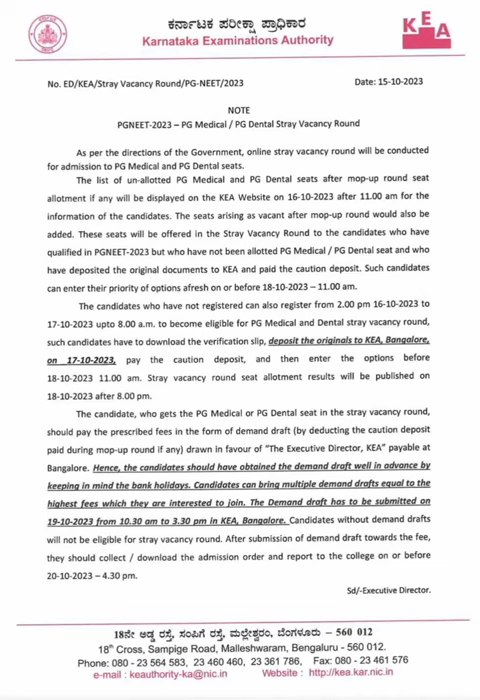 ಕರ್ನಾಟಕ ಪರೀಕ್ಷಾ ಪ್ರಾಧಿಕಾರ
Karnataka Examinations Authority
KEA
No. ED/KEA/Stray Vacancy Round/PG-NEET/2023 Date: 15-10-2023
NOTE
PGNEET-2023 – PG Medical / PG Dental Stray Vacancy Round
As per the directions of the Government, online stray vacancy round will be conducted
for admission to PG Medical and PG Dental seats.
The list of un-allotted PG Medical and PG Dental seats after mop-up round seat
allotment if any will be displayed on the KEA Website on 16-10-2023 after 11.00 am for the
information of the candidates. The seats arising as vacant after mop-up round would also be
added. These seats will be offered in the Stray Vacancy Round to the candidates who have
qualified in PGNEET-2023 but who have not been allotted PG Medical / PG Dental seat and who
have deposited the original documents to KEA and paid the caution deposit. Such candidates
can enter their priority of options afresh on or before 18-10-2023 – 11.00 am.
The candidates who have not registered can also register from 2.00 pm 16-10-2023 to
17-10-2023 upto 8.00 a.m. to become eligible for PG Medical and Dental stray vacancy round,
such candidates have to download the verification slip, deposit the originals to KEA, Bangalore,
on 17-10-2023, pay the caution deposit, and then enter the options before
18-10-2023 11.00 am. Stray vacancy round seat allotment results will be published on
18-10-2023 after 8.00 pm.
The candidate, who gets the PG Medical or PG Dental seat in the stray vacancy round,
should pay the prescribed fees in the form of demand draft (by deducting the caution deposit
paid during mop-up round if any) drawn in favour of "The Executive Director, KEA" payable at
Bangalore. Hence, the candidates should have obtained the demand draft well in advance by
keeping in mind the bank holidays. Candidates can bring multiple demand drafts equal to the
highest fees which they are interested to join. The Demand draft has to be submitted on
19-10-2023 from 10.30 am to 3.30 pm in KEA, Bangalore. Candidates without demand drafts
will not be eligible for stray vacancy round. After submission of demand draft towards the fee,
they should collect / download the admission order and report to the college on or before
20-10-2023 – 4.30 pm.
Sd/-Executive Director.
18ನೇ ಅಡ್ಡ ರಸ್ತೆ, ಸಂಪಿಗೆ ರಸ್ತೆ, ಮಲ್ಲೇಶ್ವರಂ, ಬೆಂಗಳೂರು – 560 012
18th Cross, Sampige Road, Malleshwaram, Bengaluru - 560 012.
Phone: 080 - 23 564 583, 23 460 460, 23 361 786, Fax: 080 - 23 461 576
e-mail : keauthority-ka@nic.in Website : http://kea.kar.nic.in